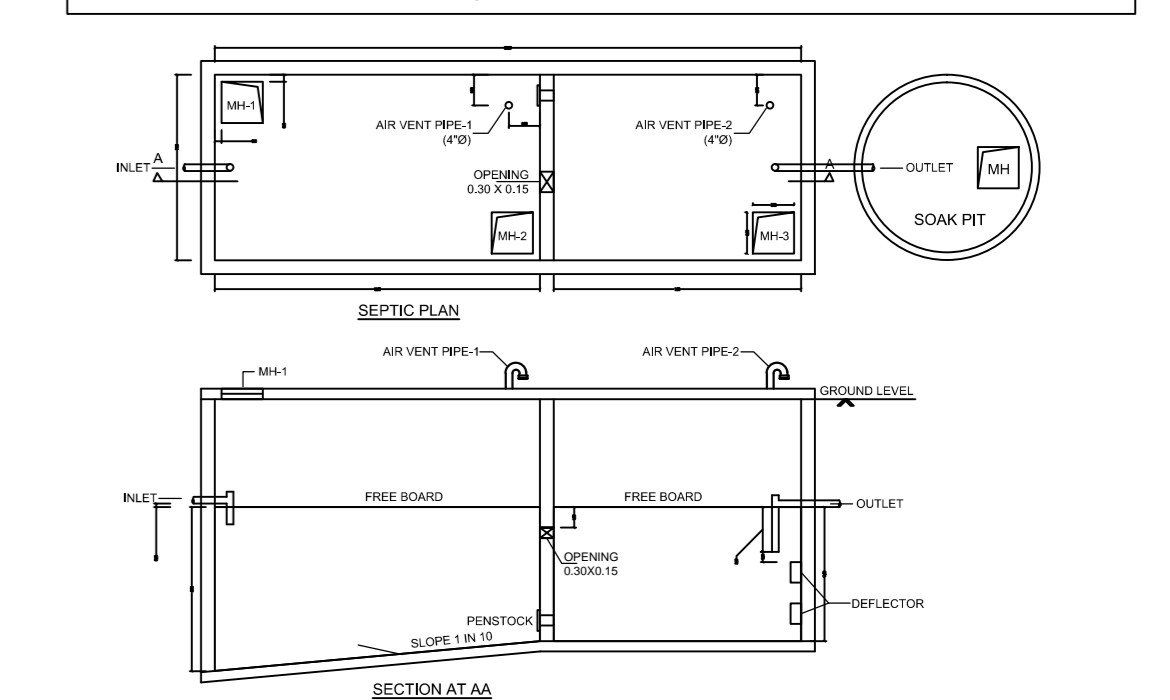 MH-1
AIR VENT PIPE-1
(4"Ø)
AIR VENT PIPE-2
(4"Ø)
INLET
A
A
OUTLET
MH
OPENING
0.30 X 0.15
SOAK PIT
MH-2
MH-3
SEPTIC PLAN
AIR VENT PIPE-1
AIR VENT PIPE-2
MH-1
GROUND LEVEL
INLET
FREE BOARD
FREE BOARD
OUTLET
OPENING
0.30X0.15
DEFLECTOR
PENSTOCK
SLOPE 1 IN 10
SECTION AT AA